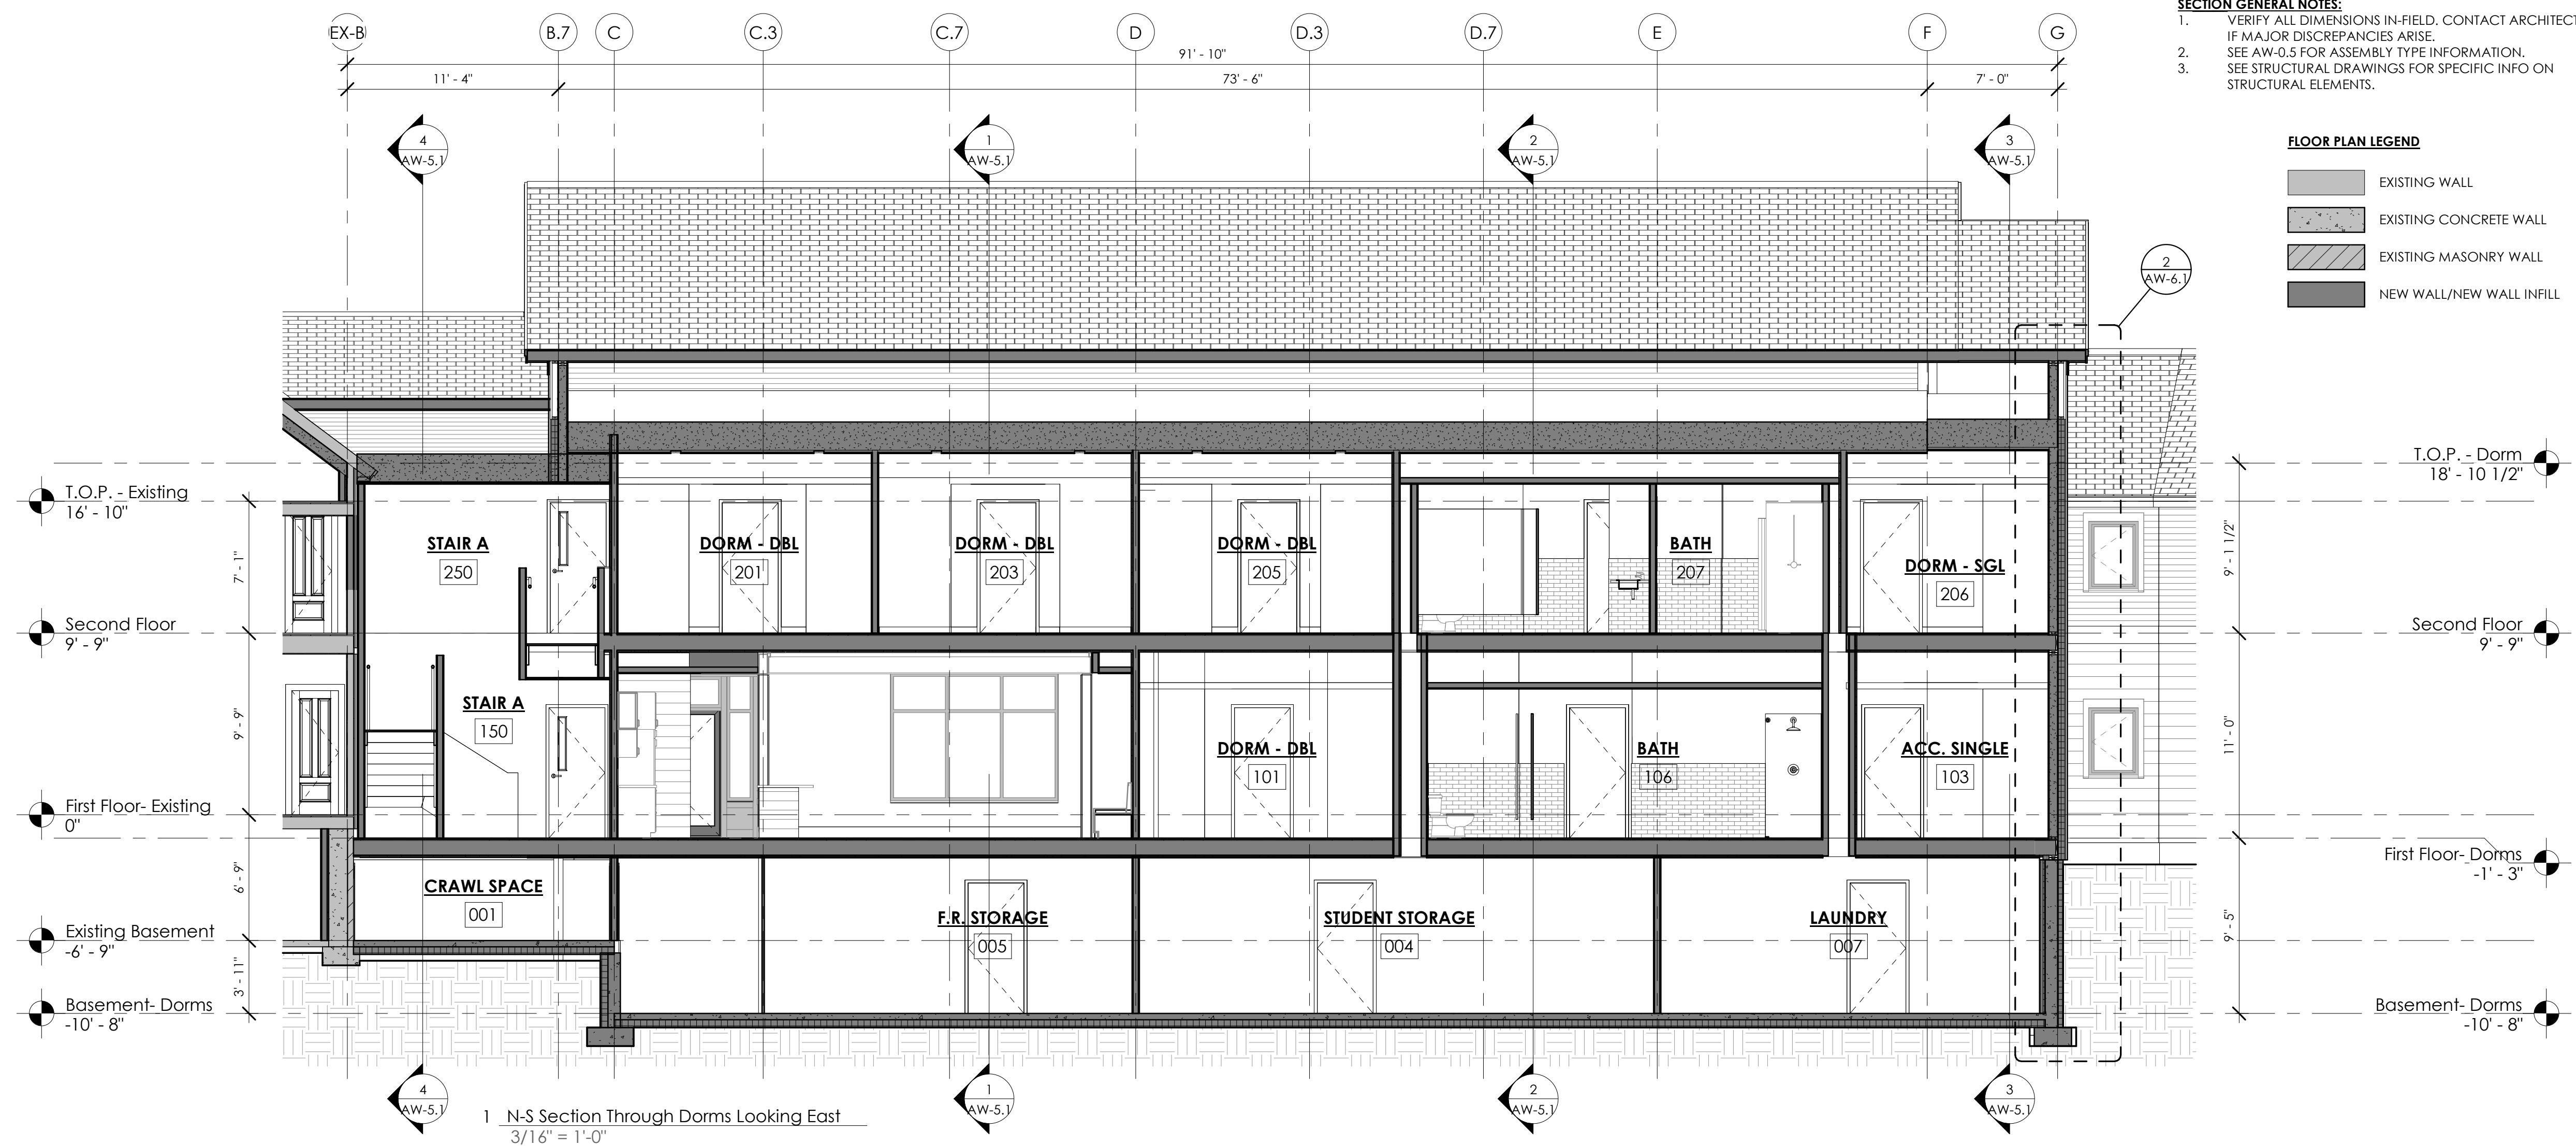 SECTION GENERAL NOTES:
1. VERIFY ALL DIMENSIONS IN-FIELD. CONTACT ARCHITECT
IF MAJOR DISCREPANCIES ARISE.
2. SEE AW-0.5 FOR ASSEMBLY TYPE INFORMATION.
3. SEE STRUCTURAL DRAWINGS FOR SPECIFIC INFO ON
STRUCTURAL ELEMENTS.
EX-B B.7 C C.3 C.7 D D.3 D.7 E F G
91' - 10"
11' - 4" 73' - 6" 7' - 0"
4 1 2 3
AW-5.1 AW-5.1 AW-5.1 AW-5.1
FLOOR PLAN LEGEND
EXISTING WALL
EXISTING CONCRETE WALL
EXISTING MASONRY WALL
NEW WALL/NEW WALL INFILL
2
AW-6.1
T.O.P. - Existing
16' - 10"
Second Floor
9' - 9"
First Floor- Existing
0"
Existing Basement
-6' - 9"
Basement- Dorms
-10' - 8"
7' - 1"
9' - 9"
6' - 9"
3' - 11"
STAIR A
250
DORM - DBL
201
DORM - DBL
203
DORM - DBL
205
BATH
207
DORM - SGL
206
STAIR A
150
DORM - DBL
101
BATH
106
ACC. SINGLE
103
CRAWL SPACE
001
F.R. STORAGE
005
STUDENT STORAGE
004
LAUNDRY
007
9' - 1 1/2"
11' - 0"
9' - 5"
T.O.P. - Dorm
18' - 10 1/2"
Second Floor
9' - 9"
First Floor- Dorms
-1' - 3"
Basement- Dorms
-10' - 8"
4 1 2 3
AW-5.1 AW-5.1 AW-5.1 AW-5.1
1 N-S Section Through Dorms Looking East
3/16" = 1'-0"